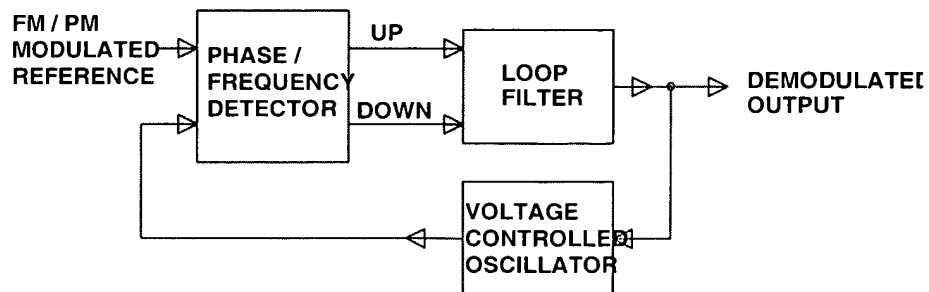 FM / PM
MODULATED
REFERENCE
PHASE /
FREQUENCY
DETECTOR
UP
DOWN
LOOP
FILTER
DEMODULATED
OUTPUT
VOLTAGE
CONTROLLED
OSCILLATOR